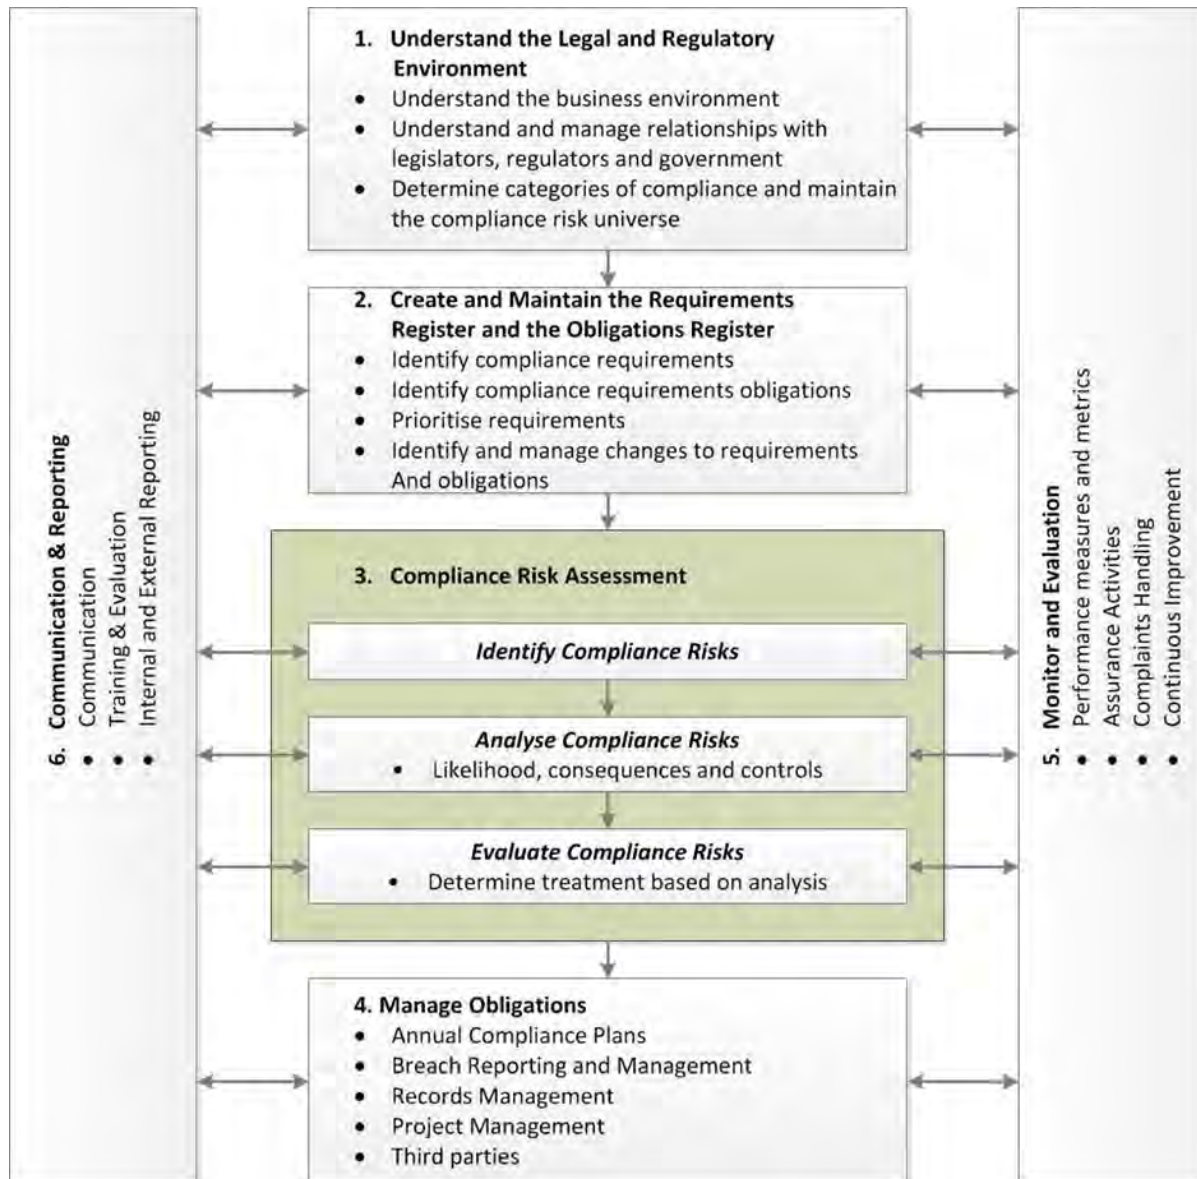 1. Understand the Legal and Regulatory
Environment
• Understand the business environment
• Understand and manage relationships with
legislators, regulators and government
• Determine categories of compliance and maintain
the compliance risk universe
2. Create and Maintain the Requirements
Register and the Obligations Register
• Identify compliance requirements
• Identify compliance requirements obligations
• Prioritise requirements
• Identify and manage changes to requirements
And obligations
3. Compliance Risk Assessment
Identify Compliance Risks
Analyse Compliance Risks
• Likelihood, consequences and controls
Evaluate Compliance Risks
• Determine treatment based on analysis
4. Manage Obligations
• Annual Compliance Plans
• Breach Reporting and Management
• Records Management
• Project Management
• Third parties
5. Monitor and Evaluation
• Performance measures and metrics
• Assurance Activities
• Complaints Handling
• Continuous Improvement
6. Communication & Reporting
• Communication
• Training & Evaluation
• Internal and External Reporting